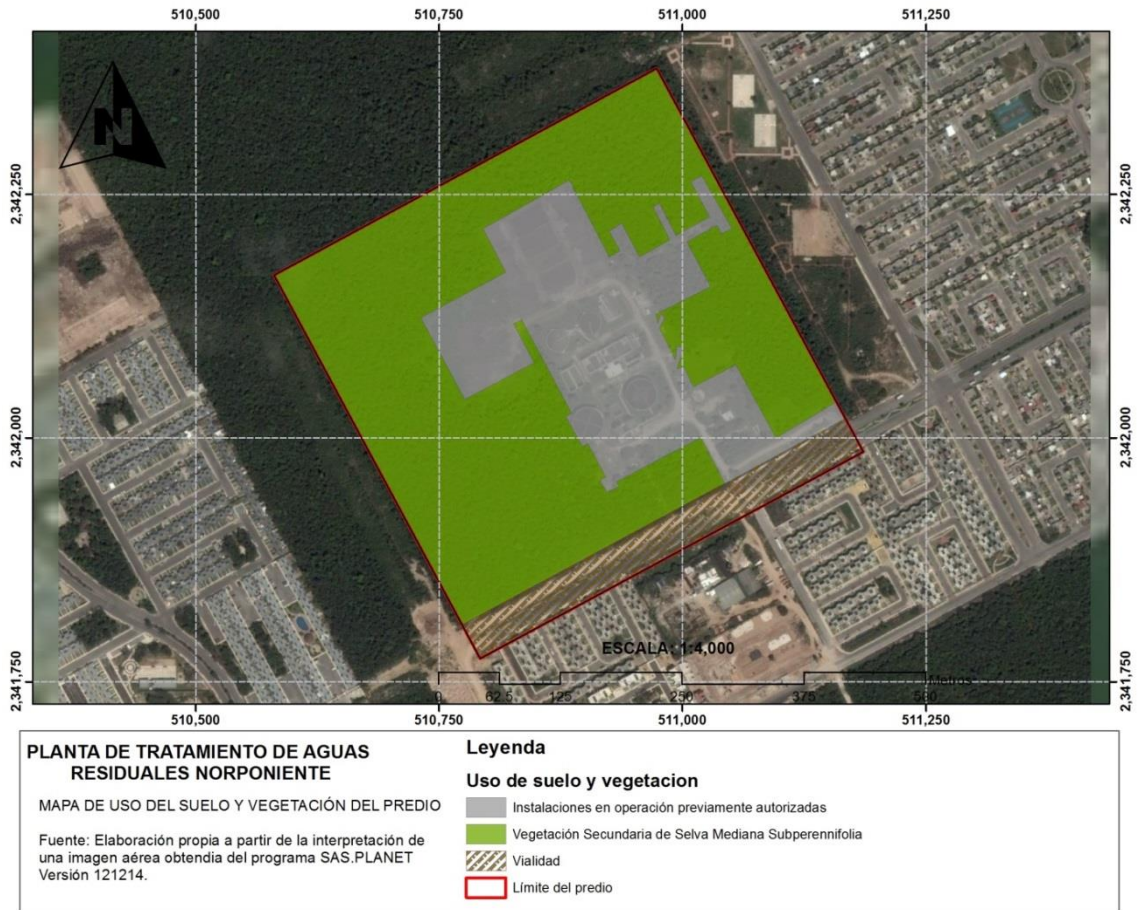 510,500 510,750 511,000 511,250
N
2,342,250 2,342,250
2,342,000 2,342,000
ESCALA: 1:4,000
2,341,750 2,341,750
Metros
0 62.5 125 250 375 500
510,500 510,750 511,000 511,250
PLANTA DE TRATAMIENTO DE AGUAS
RESIDUALES NORPONIENTE
MAPA DE USO DEL SUELO Y VEGETACIÓN DEL PREDIO
Fuente: Elaboración propia a partir de la interpretación de
una imagen aérea obtendia del programa SAS.PLANET
Versión 121214.
Leyenda
Uso de suelo y vegetacion
Instalaciones en operación previamente autorizadas
Vegetación Secundaria de Selva Mediana Subperennifolia
Vialidad
Límite del predio